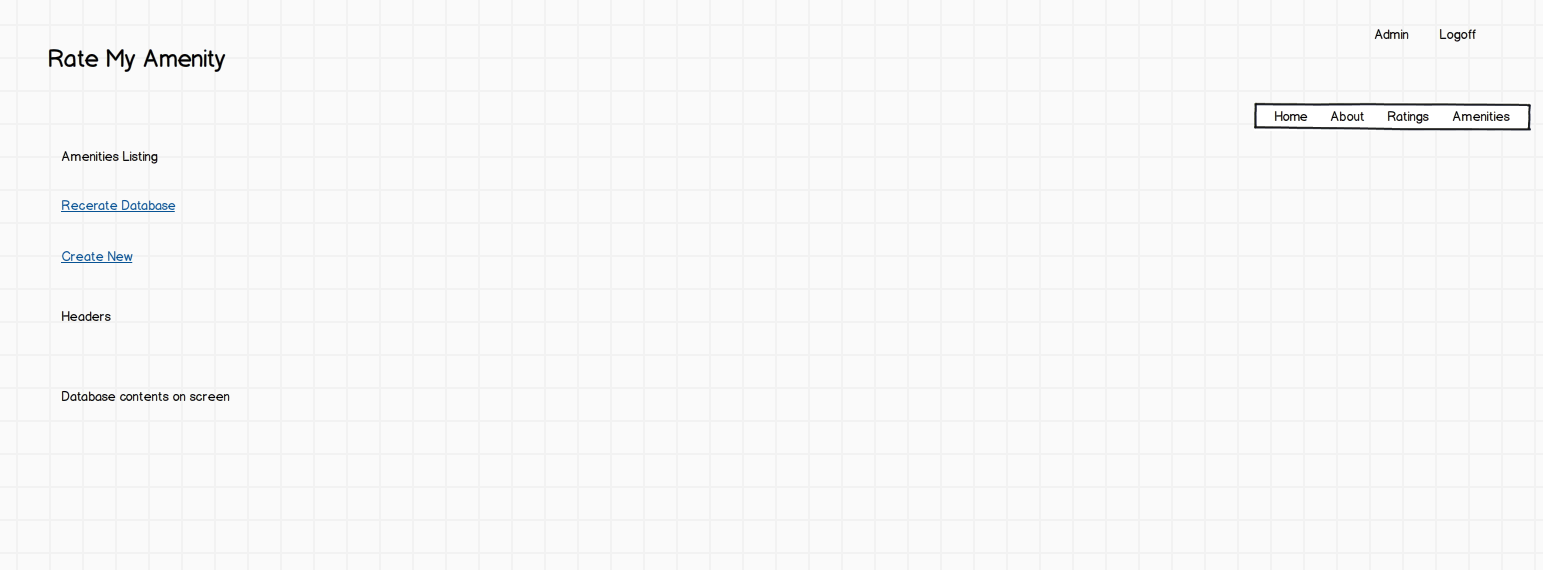 Admin Logoff
Rate My Amenity
Home About Ratings Amenities
Amenities Listing
Recerate Database
Create New
Headers
Database contents on screen